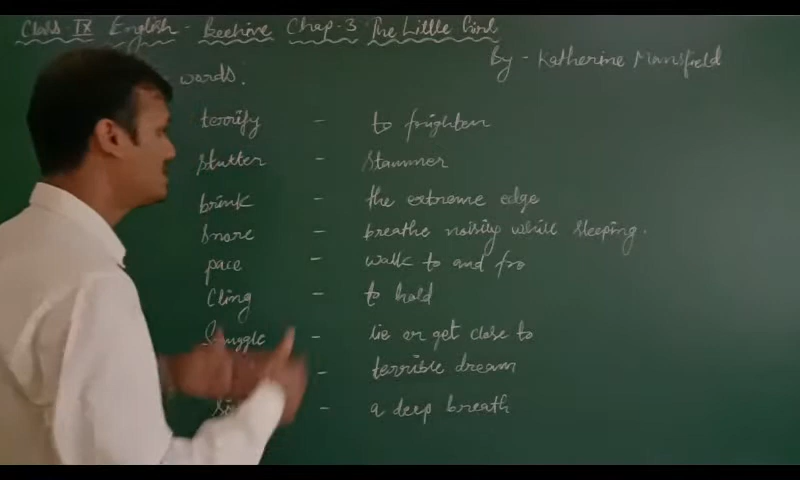 Class IX English - Beehive Chap-3 The Little Girl
By - Katherine Mansfield
words.
terrify - to frighten
stutter - Stammer
brink - the extreme edge
Snore - breathe noisity while sleeping.
pace - walk to and fro
Cling - to hold
Snuggle - lie or get close to
- terrible dream
- a deep breath